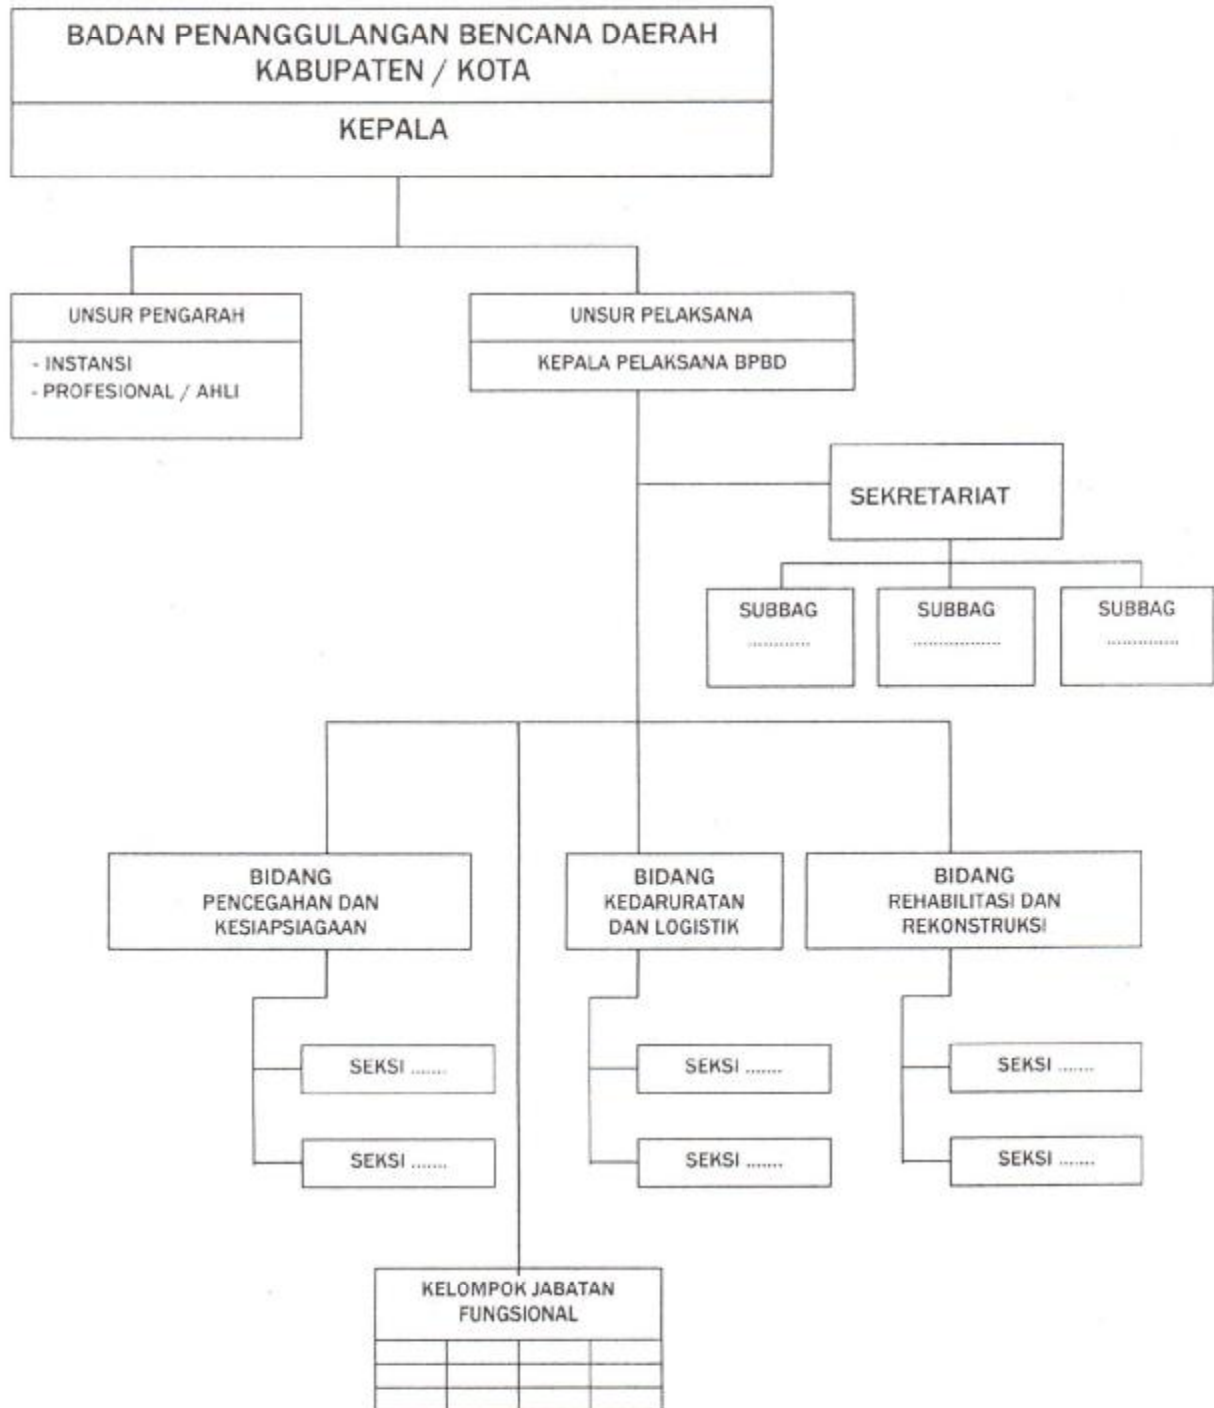 BADAN PENANGGULANGAN BENCANA DAERAH
KABUPATEN / KOTA
KEPALA
UNSUR PENGARAH
- INSTANSI
- PROFESIONAL / AHLI
UNSUR PELAKSANA
KEPALA PELAKSANA BPBD
SEKRETARIAT
SUBBAG
............
SUBBAG
.................
SUBBAG
..............
BIDANG
PENCEGAHAN DAN
KESIAPSIAGAAN
BIDANG
KEDARURATAN
DAN LOGISTIK
BIDANG
REHABILITASI DAN
REKONSTRUKSI
SEKSI .......
SEKSI .......
SEKSI .......
SEKSI .......
SEKSI .......
SEKSI .......
KELOMPOK JABATAN
FUNGSIONAL